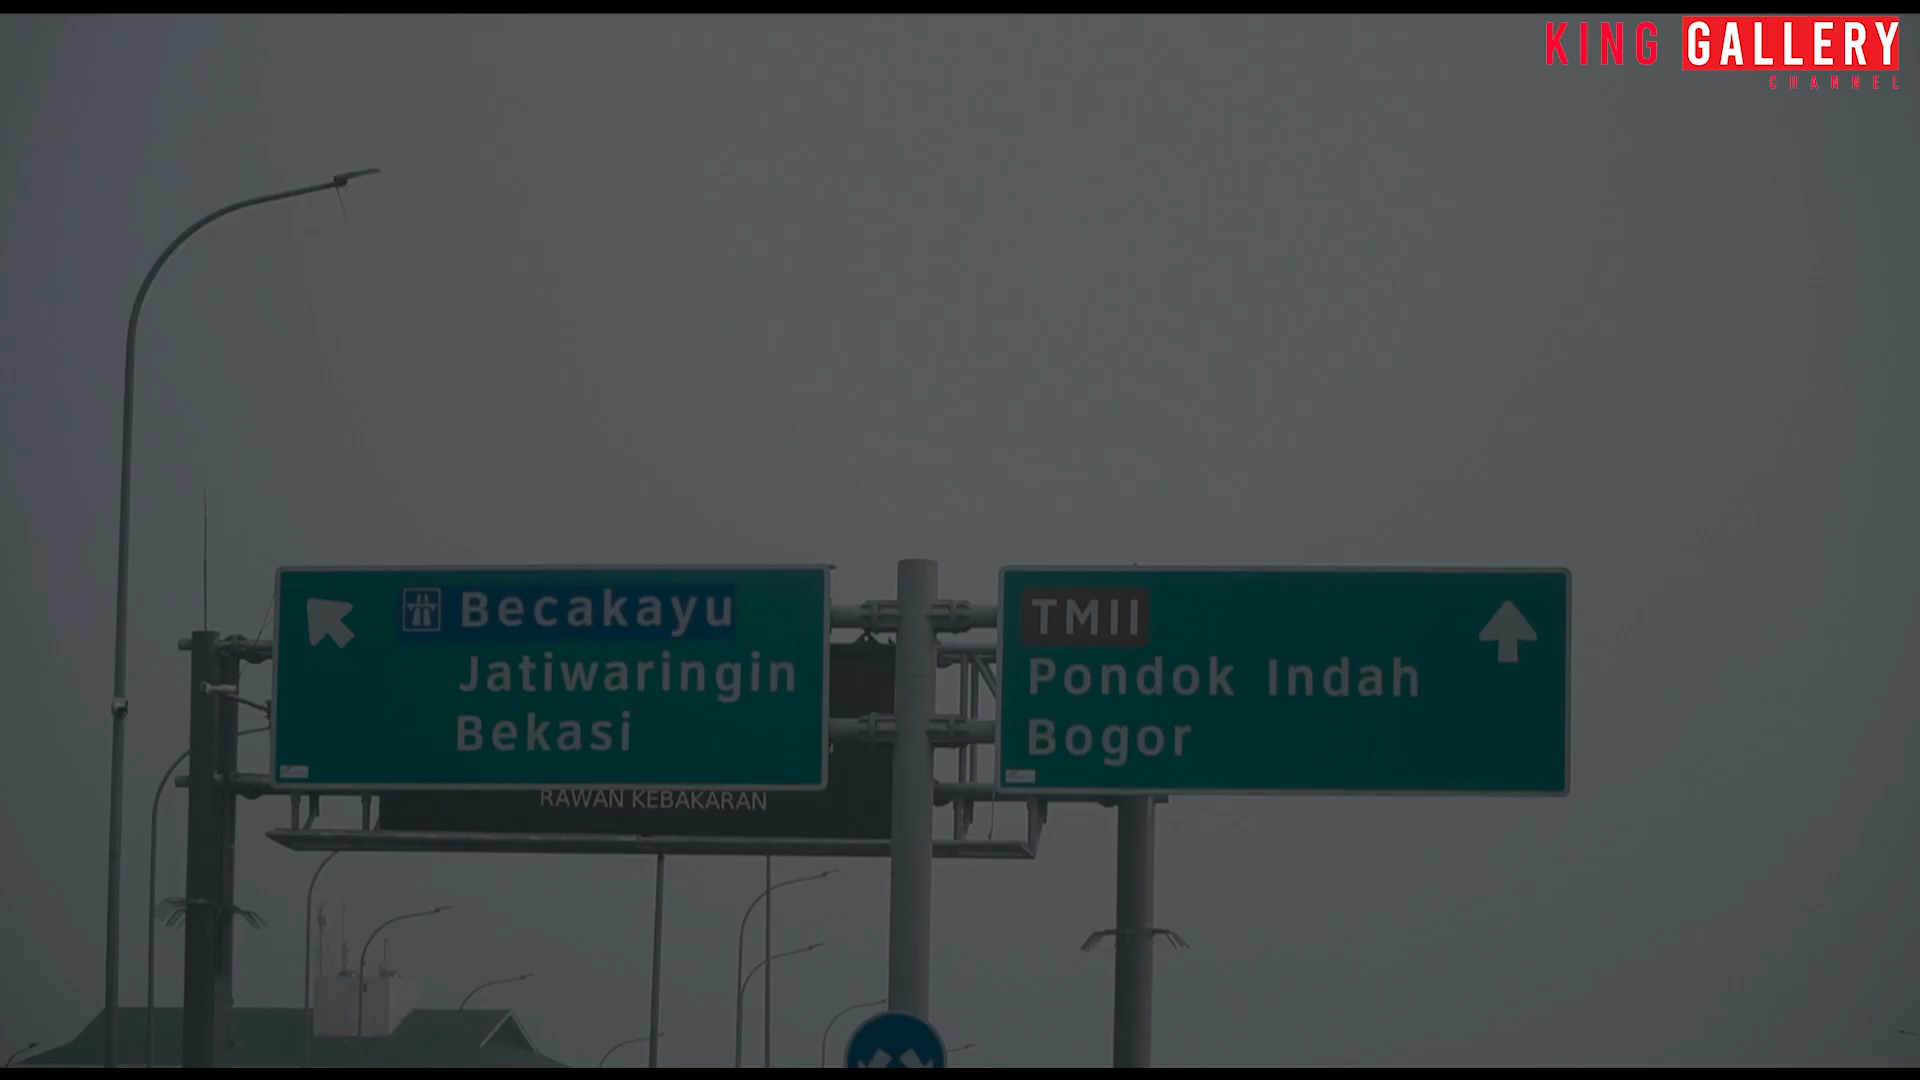 KING GALLERY
CHANNEL
Becakayu
Jatiwaringin
Bekasi
TMII
Pondok Indah
Bogor
RAWAN KEBAKARAN